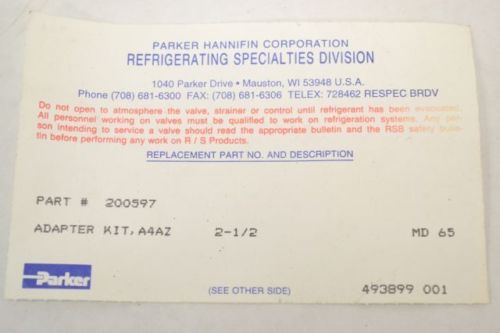 PARKER HANNIFIN CORPORATION
REFRIGERATING SPECIALTIES DIVISION
1040 Parker Drive • Mauston, WI 53948 U.S.A.
Phone (708) 681-6300 FAX: (708) 681-6306 TELEX: 728462 RESPEC BRDV
Do not open to atmosphere the valve, strainer or control until refrigerant has been evacuated.
All personnel working on valves must be qualified to work on refrigeration systems. Any per-
son intending to service a valve should read the appropriate bulletin and the RSB safety bulle-
tin before performing any work on R / S Products.
REPLACEMENT PART NO. AND DESCRIPTION
PART # 200597
ADAPTER KIT, A4AZ 2-1/2 MD 65
Parker
(SEE OTHER SIDE)
493899 001